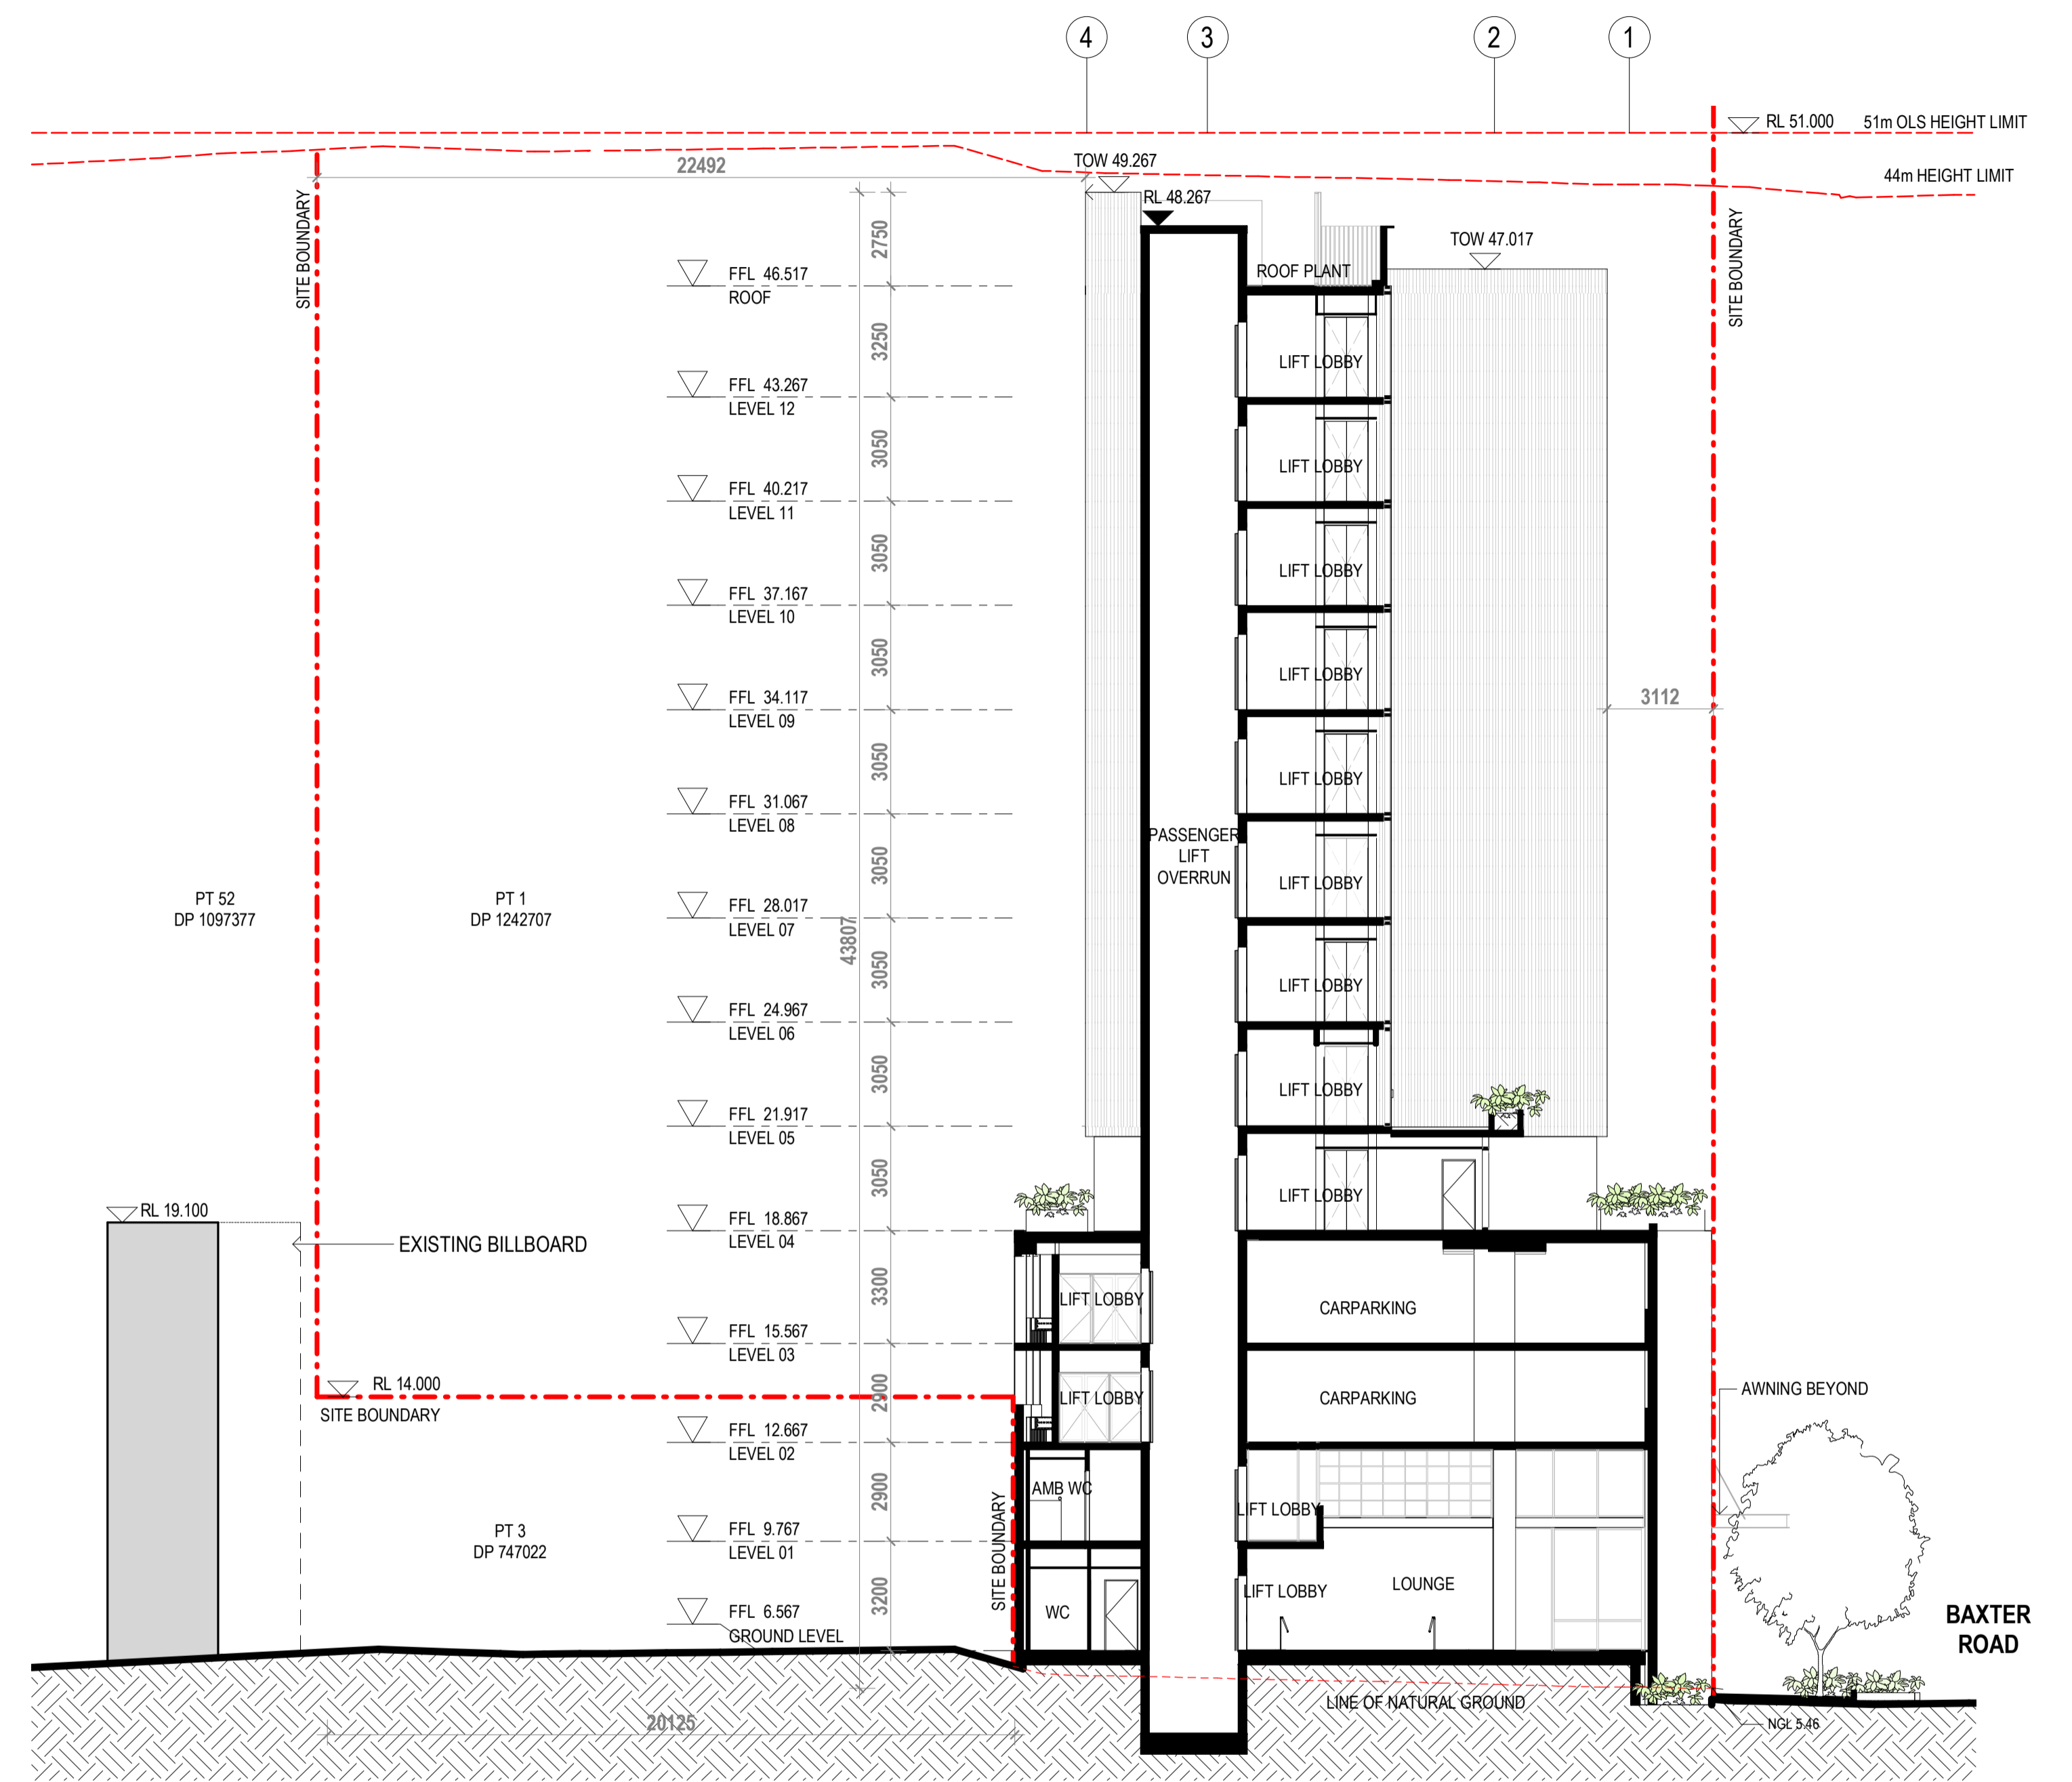 4
3
2
1
RL 51.000
51m OLS HEIGHT LIMIT
44m HEIGHT LIMIT
22492
TOW 49.267
RL 48.267
TOW 47.017
SITE BOUNDARY
SITE BOUNDARY
ROOF PLANT
2750
FFL 46.517
ROOF
3250
LIFT LOBBY
FFL 43.267
LEVEL 12
3050
LIFT LOBBY
FFL 40.217
LEVEL 11
3050
LIFT LOBBY
FFL 37.167
LEVEL 10
3050
LIFT LOBBY
FFL 34.117
LEVEL 09
3112
3050
LIFT LOBBY
FFL 31.067
LEVEL 08
PASSENGER
LIFT
OVERRUN
3050
LIFT LOBBY
PT 52
DP 1097377
PT 1
DP 1242707
FFL 28.017
LEVEL 07
43807
3050
LIFT LOBBY
FFL 24.967
LEVEL 06
3050
LIFT LOBBY
FFL 21.917
LEVEL 05
3050
LIFT LOBBY
RL 19.100
FFL 18.867
LEVEL 04
EXISTING BILLBOARD
3300
LIFT LOBBY
CARPARKING
FFL 15.567
LEVEL 03
RL 14.000
SITE BOUNDARY
2900
LIFT LOBBY
CARPARKING
AWNING BEYOND
FFL 12.667
LEVEL 02
2900
AMB WC
LIFT LOBBY
PT 3
DP 747022
FFL 9.767
LEVEL 01
SITE BOUNDARY
3200
WC
LIFT LOBBY
LOUNGE
FFL 6.567
GROUND LEVEL
BAXTER
ROAD
LINE OF NATURAL GROUND
20125
NGL 5.46